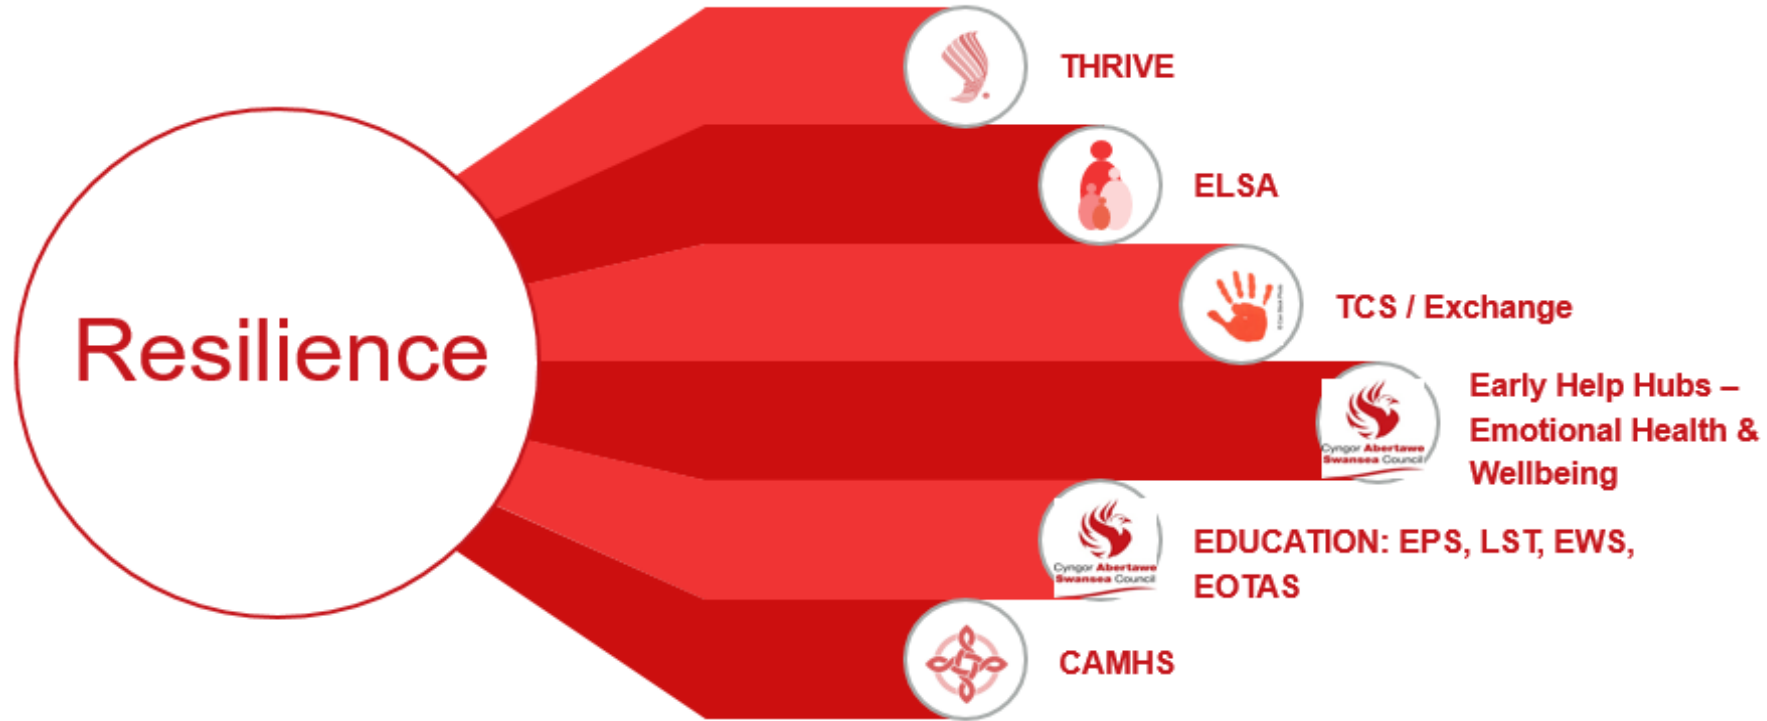 Resilience
THRIVE
ELSA
TCS / Exchange
Early Help Hubs –
Emotional Health &
Wellbeing
Cyngor Abertawe
Swansea Council
EDUCATION: EPS, LST, EWS,
EOTAS
Cyngor Abertawe
Swansea Council
CAMHS